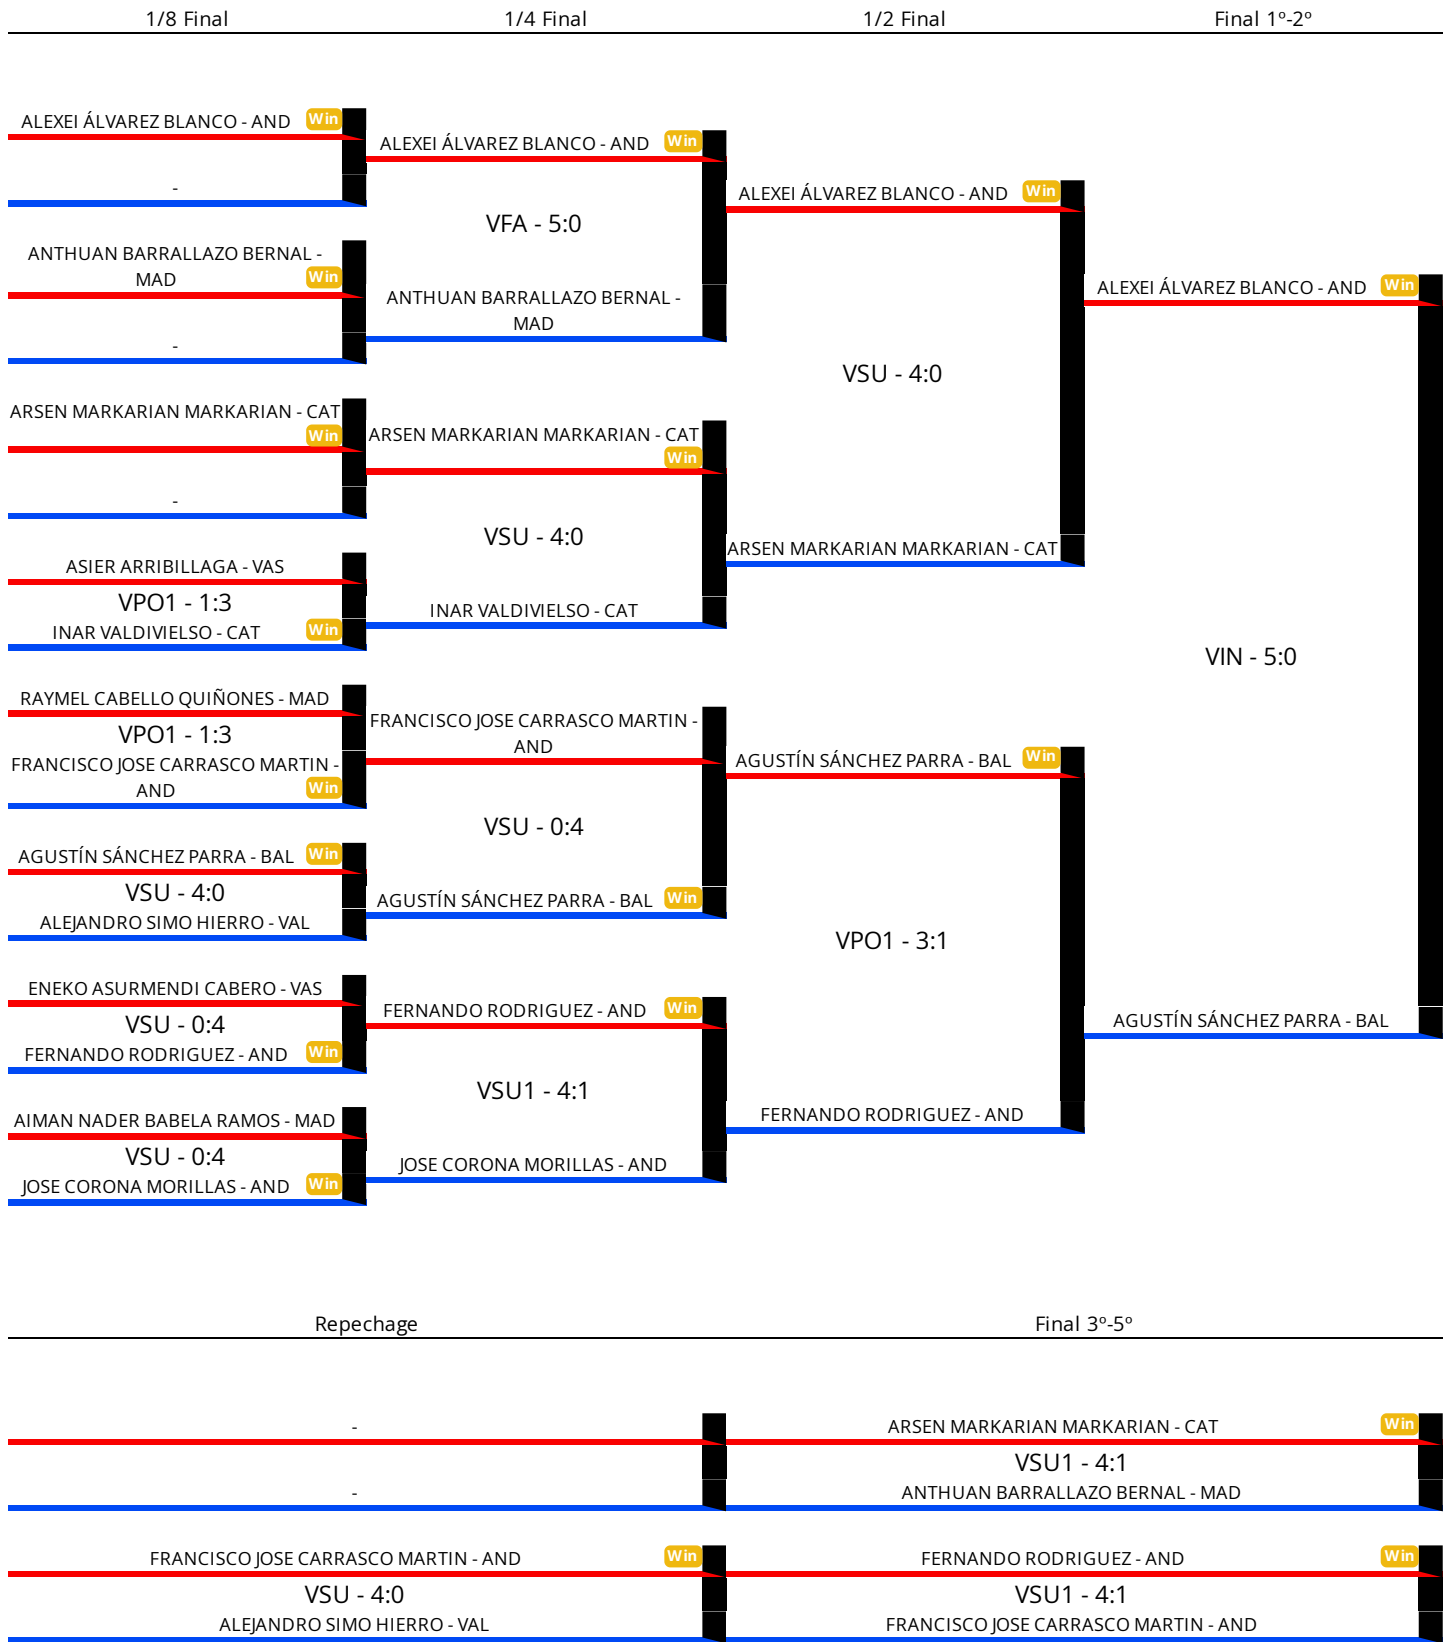 1/8 Final
1/4 Final
1/2 Final
Final 1º-2º
ALEXEI ÁLVAREZ BLANCO - AND Win
-
ANTHUAN BARRALLAZO BERNAL -
MAD Win
-
ARSEN MARKARIAN MARKARIAN - CAT
Win
-
ASIER ARRIBILLAGA - VAS
VPO1 - 1:3
INAR VALDIVIELSO - CAT Win
RAYMEL CABELLO QUIÑONES - MAD
VPO1 - 1:3
FRANCISCO JOSE CARRASCO MARTIN -
AND Win
AGUSTÍN SÁNCHEZ PARRA - BAL Win
VSU - 4:0
ALEJANDRO SIMO HIERRO - VAL
ENEKO ASURMENDI CABERO - VAS
VSU - 0:4
FERNANDO RODRIGUEZ - AND Win
AIMAN NADER BABELA RAMOS - MAD
VSU - 0:4
JOSE CORONA MORILLAS - AND Win
ALEXEI ÁLVAREZ BLANCO - AND Win
VFA - 5:0
ANTHUAN BARRALLAZO BERNAL -
MAD
ARSEN MARKARIAN MARKARIAN - CAT
Win
VSU - 4:0
INAR VALDIVIELSO - CAT
FRANCISCO JOSE CARRASCO MARTIN -
AND
VSU - 0:4
AGUSTÍN SÁNCHEZ PARRA - BAL Win
FERNANDO RODRIGUEZ - AND Win
VSU1 - 4:1
JOSE CORONA MORILLAS - AND
ALEXEI ÁLVAREZ BLANCO - AND Win
VSU - 4:0
ARSEN MARKARIAN MARKARIAN - CAT
AGUSTÍN SÁNCHEZ PARRA - BAL Win
VPO1 - 3:1
FERNANDO RODRIGUEZ - AND
ALEXEI ÁLVAREZ BLANCO - AND Win
VIN - 5:0
AGUSTÍN SÁNCHEZ PARRA - BAL
Repechage
Final 3º-5º
-
-
FRANCISCO JOSE CARRASCO MARTIN - AND Win
VSU - 4:0
ALEJANDRO SIMO HIERRO - VAL
ARSEN MARKARIAN MARKARIAN - CAT Win
VSU1 - 4:1
ANTHUAN BARRALLAZO BERNAL - MAD
FERNANDO RODRIGUEZ - AND Win
VSU1 - 4:1
FRANCISCO JOSE CARRASCO MARTIN - AND